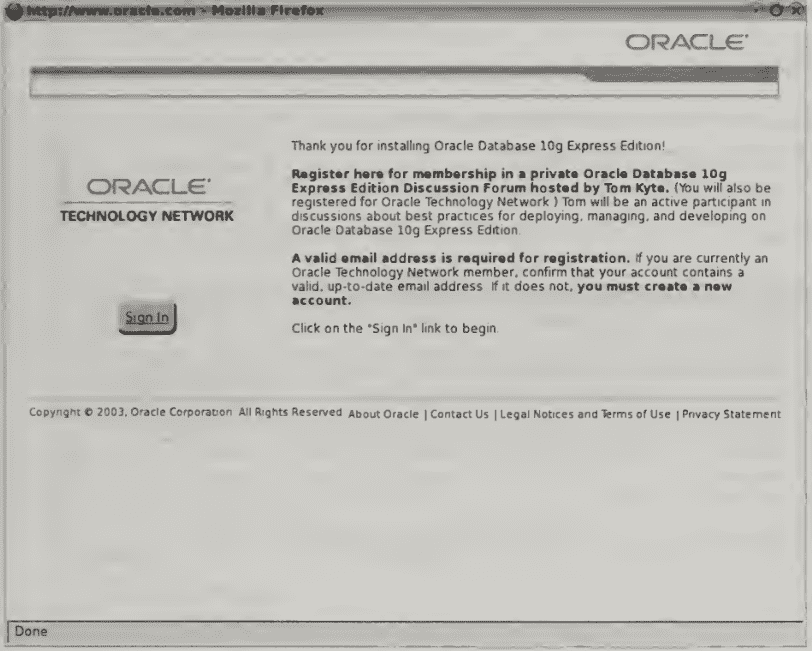 http://www.oracle.com - Mozilla Firefox
ORACLE
Thank you for installing Oracle Database 10g Express Edition!
Register here for membership in a private Oracle Database 10g
Express Edition Discussion Forum hosted by Tom Kyte. (You will also be
registered for Oracle Technology Network ) Tom will be an active participant in
discussions about best practices for deploying, managing, and developing on
Oracle Database 10g Express Edition.
ORACLE
TECHNOLOGY NETWORK
A valid email address is required for registration. If you are currently an
Oracle Technology Network member, confirm that your account contains a
valid, up-to-date email address If it does not, you must create a new
account.
Sign In
Click on the "Sign In" link to begin.
Copyright © 2003, Oracle Corporation All Rights Reserved About Oracle | Contact Us | Legal Notices and Terms of Use | Privacy Statement
Done